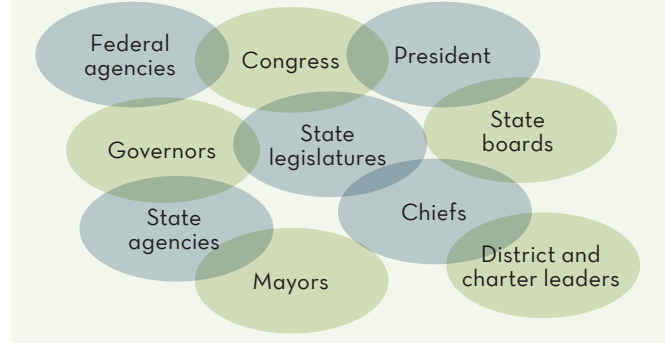 Federal
agencies
Congress
President
Governors
State
legislatures
State
boards
State
agencies
Chiefs
Mayors
District and
charter leaders